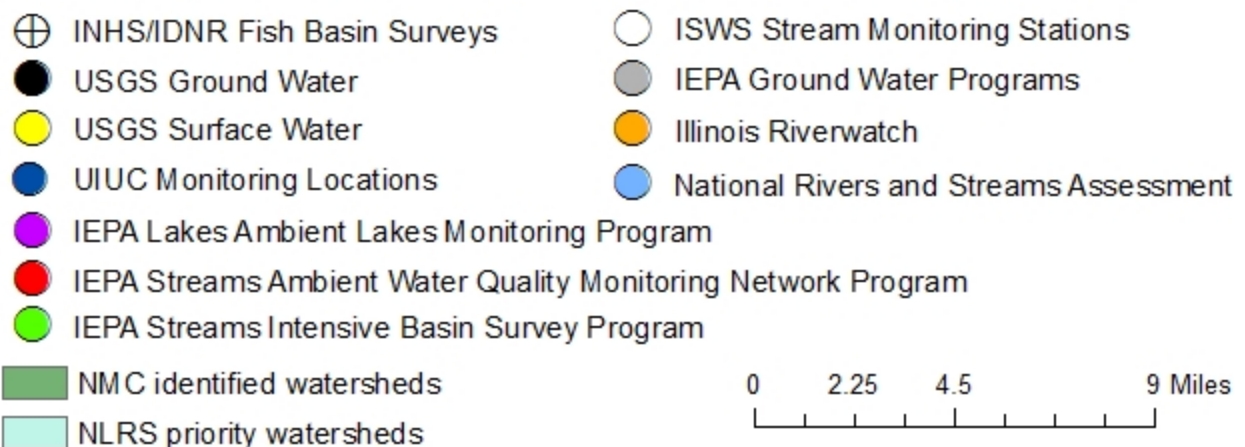 INHS/IDNR Fish Basin Surveys
USGS Ground Water
USGS Surface Water
UIUC Monitoring Locations
IEPA Lakes Ambient Lakes Monitoring Program
IEPA Streams Ambient Water Quality Monitoring Network Program
IEPA Streams Intensive Basin Survey Program
NMC identified watersheds
NLRS priority watersheds
ISWS Stream Monitoring Stations
IEPA Ground Water Programs
Illinois Riverwatch
National Rivers and Streams Assessment
0 2.25 4.5 9 Miles